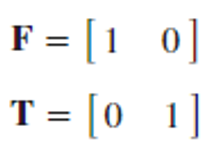 F = [1 0]
T = [0 1]